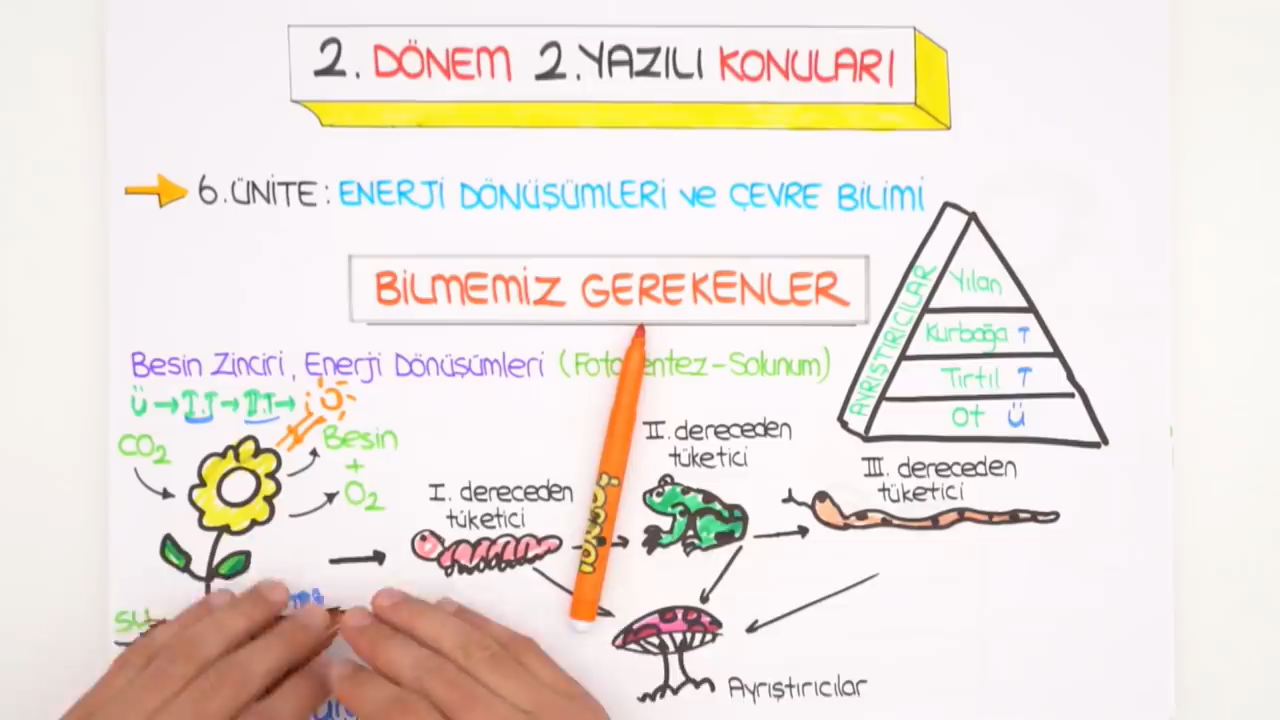 2. DÖNEM 2. YAZILI KONULARI
6. ÜNİTE: ENERJİ DÖNÜŞÜMLERİ ve ÇEVRE BİLİMİ
BİLMEMİZ GEREKENLER
AYRIŞTIRICILAR
Yılan
Kurbağa T
Tırtıl T
Ot Ü
Besin Zinciri, Enerji Dönüşümleri (Fotosentez-Solunum)
Ü → I.T → II.T →
CO2
Besin
+
O2
I. dereceden
tüketici
II. dereceden
tüketici
III. dereceden
tüketici
Su
Ayrıştırıcılar